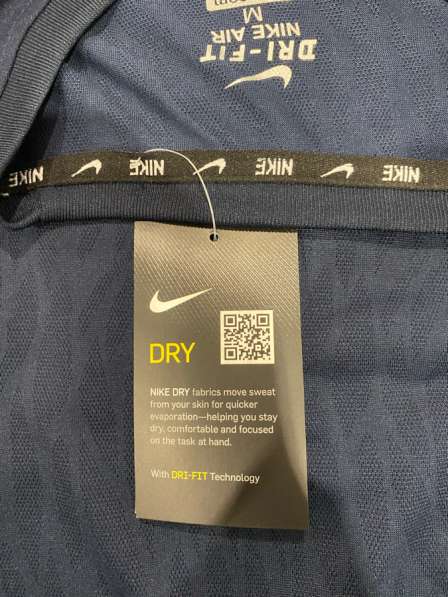 M
NIKE AIR
DRI-FIT
NIKE NIKE NIKE NIKE
DRY
NIKE DRY fabrics move sweat
from your skin for quicker
evaporation—helping you stay
dry, comfortable and focused
on the task at hand.
With DRI-FIT Technology